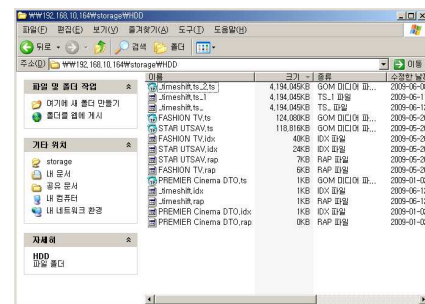 \\192.168.10.164\storage\HDD
파일(F) 편집(E) 보기(V) 즐겨찾기(A) 도구(T) 도움말(H)
뒤로 검색 폴더
주소(D) \\192.168.10.164\storage\HDD 이동
파일 및 폴더 작업
여기에 새 폴더 만들기
폴더를 웹에 게시
기타 위치
storage
내 문서
공유 문서
내 컴퓨터
내 네트워크 환경
자세히
HDD
파일 폴더
이름 크기 종류 수정한 날짜
_timeshift.ts_2.ts 4,194,045KB GOM 미디어 파... 2009-06-0
_timeshift.ts_1 4,194,045KB TS_1 파일 2009-06-1
_timeshift.ts_ 4,194,045KB TS_ 파일 2009-06-1
FASHION TV.ts 124,080KB GOM 미디어 파... 2009-05-2
STAR UTSAV.ts 118,816KB GOM 미디어 파... 2009-05-2
FASHION TV.idx 40KB IDX 파일 2009-05-2
STAR UTSAV.idx 24KB IDX 파일 2009-05-2
STAR UTSAV.rap 7KB RAP 파일 2009-05-2
FASHION TV.rap 6KB RAP 파일 2009-05-2
PREMIER Cinema DTO.ts 1KB GOM 미디어 파... 2009-01-0
_timeshift.idx 1KB IDX 파일 2009-06-1
_timeshift.rap 1KB RAP 파일 2009-06-1
PREMIER Cinema DTO.idx 1KB IDX 파일 2009-01-0
PREMIER Cinema DTO.rap 0KB RAP 파일 2009-01-0